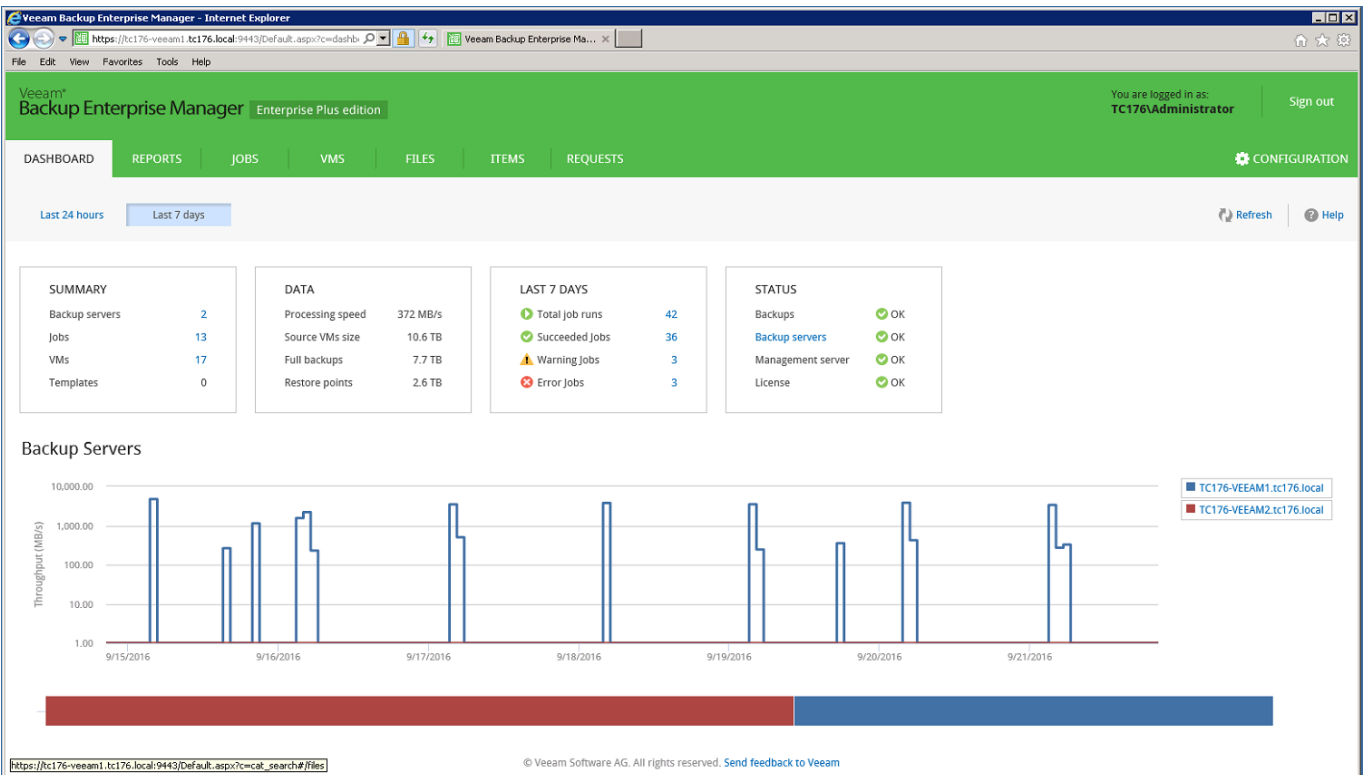 Veeam Backup Enterprise Manager - Internet Explorer
https://tc176-veeam1.tc176.local:9443/Default.aspx?c=dashb
Veeam Backup Enterprise Ma...
File Edit View Favorites Tools Help
Veeam®
Backup Enterprise Manager Enterprise Plus edition
You are logged in as:
TC176\Administrator
Sign out
DASHBOARD REPORTS JOBS VMS FILES ITEMS REQUESTS CONFIGURATION
Last 24 hours Last 7 days Refresh Help
SUMMARY
Backup servers 2
Jobs 13
VMs 17
Templates 0
DATA
Processing speed 372 MB/s
Source VMs size 10.6 TB
Full backups 7.7 TB
Restore points 2.6 TB
LAST 7 DAYS
Total job runs 42
Succeeded Jobs 36
Warning Jobs 3
Error Jobs 3
STATUS
Backups OK
Backup servers OK
Management server OK
License OK
Backup Servers
Throughput (MB/s)
10,000.00
1,000.00
100.00
10.00
1.00
9/15/2016 9/16/2016 9/17/2016 9/18/2016 9/19/2016 9/20/2016 9/21/2016
TC176-VEEAM1.tc176.local
TC176-VEEAM2.tc176.local
https://tc176-veeam1.tc176.local:9443/Default.aspx?c=cat_search#/files
© Veeam Software AG. All rights reserved. Send feedback to Veeam